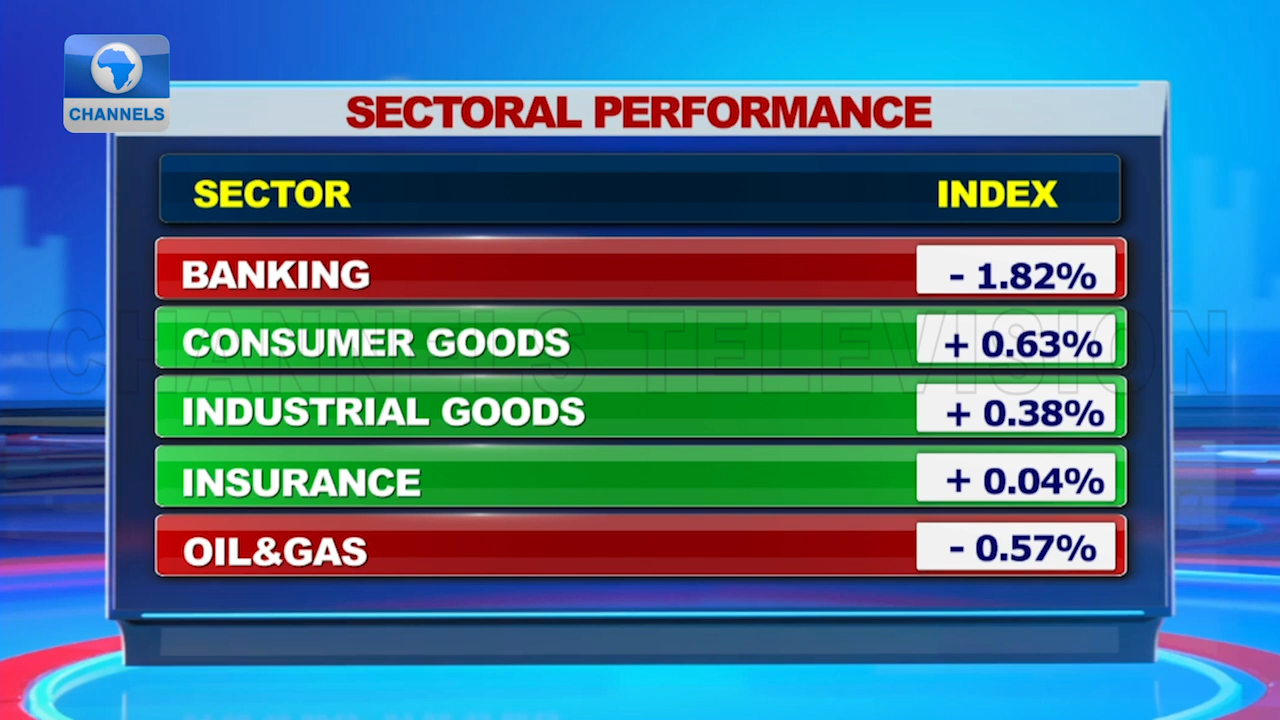 CHANNELS
SECTORAL PERFORMANCE
SECTOR INDEX
BANKING - 1.82%
CONSUMER GOODS + 0.63%
CHANNELS TELEVISION
INDUSTRIAL GOODS + 0.38%
INSURANCE + 0.04%
OIL&GAS - 0.57%